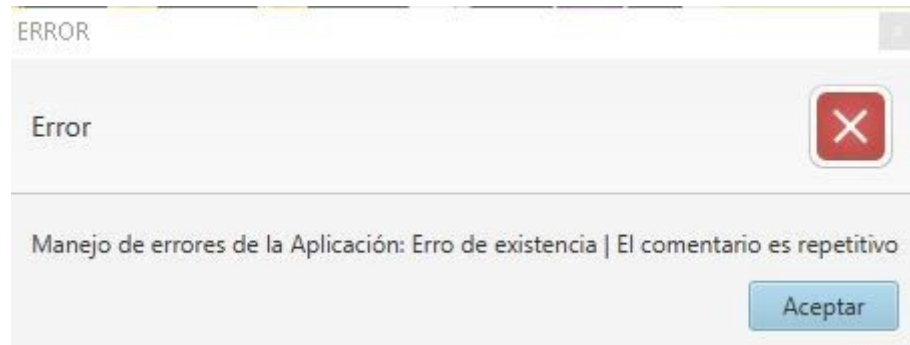 ERROR
Error
Manejo de errores de la Aplicación: Erro de existencia | El comentario es repetitivo
Aceptar